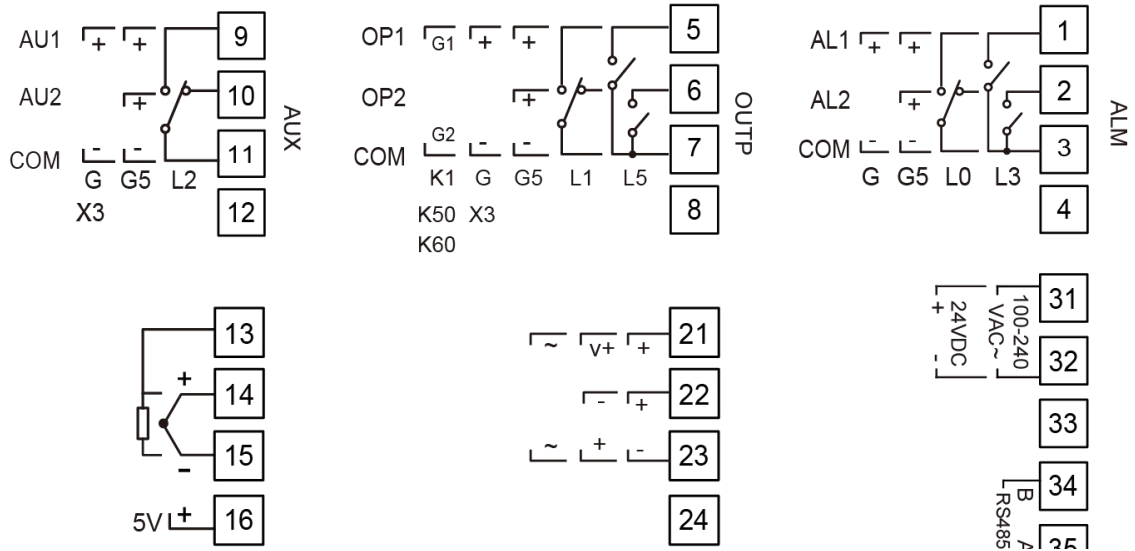 AU1 + + 9
AU2 + 10
COM - - 11
G G5 L2
X3 12
AUX
OP1 G1 + + 5
OP2 + 6
COM G2 - - 7
K1 G G5 L1 L5
K50 X3 8
K60
OUTP
AL1 + + 1
AL2 + 2
COM - - 3
G G5 L0 L3
4
ALM
13
+ 14
- 15
5V + 16
~ v+ + 21
- + 22
~ + - 23
24
+ 24VDC -
100-240
VAC~
31
32
33
34
B
RS485
A
35